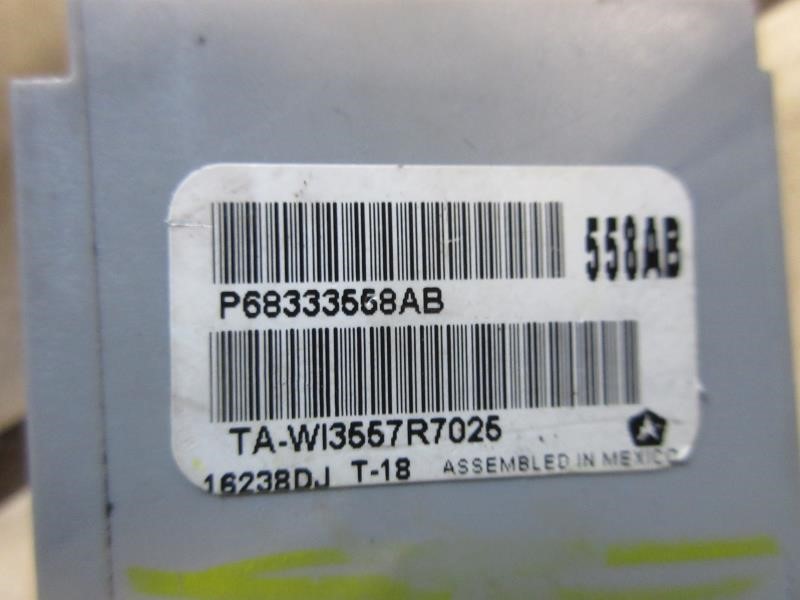 558AB
P68333558AB
TA-WI3557R7025
16238DJ T-18 ASSEMBLED IN MEXICO